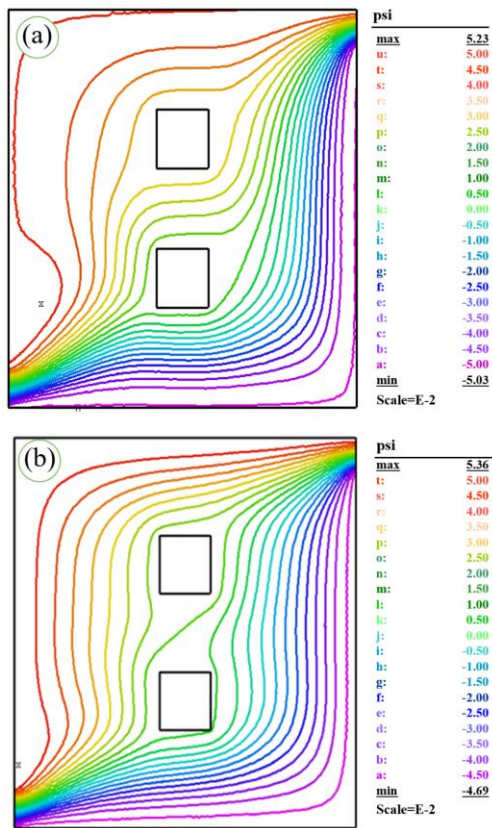 (a)
psi
max 5.23
u: 5.00
t: 4.50
s: 4.00
r: 3.50
q: 3.00
p: 2.50
o: 2.00
n: 1.50
m: 1.00
l: 0.50
k: 0.00
j: -0.50
i: -1.00
h: -1.50
g: -2.00
f: -2.50
e: -3.00
d: -3.50
c: -4.00
b: -4.50
a: -5.00
min -5.03
Scale=E-2
(b)
psi
max 5.36
t: 5.00
s: 4.50
r: 4.00
q: 3.50
p: 3.00
o: 2.50
n: 2.00
m: 1.50
l: 1.00
k: 0.50
j: 0.00
i: -0.50
h: -1.00
g: -1.50
f: -2.00
e: -2.50
d: -3.00
c: -3.50
b: -4.00
a: -4.50
min -4.69
Scale=E-2